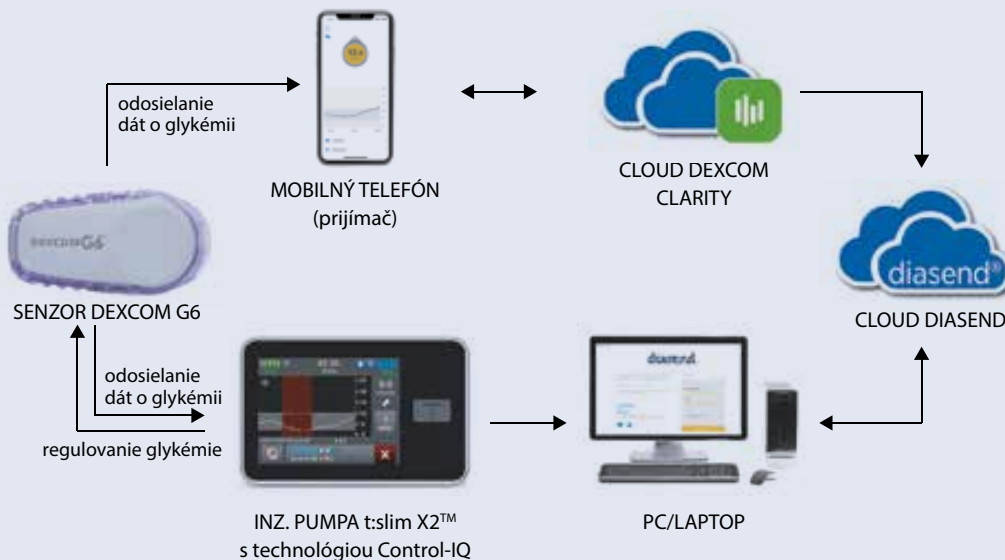 odosielanie
dát o glykémii
MOBILNÝ TELEFÓN
(prijímač)
CLOUD DEXCOM
CLARITY
diasend®
CLOUD DIASEND
DEXCOM G6
SENZOR DEXCOM G6
odosielanie
dát o glykémii
regulovanie glykémie
INZ. PUMPA t:slim X2™
s technológiou Control-IQ
diasend
PC/LAPTOP